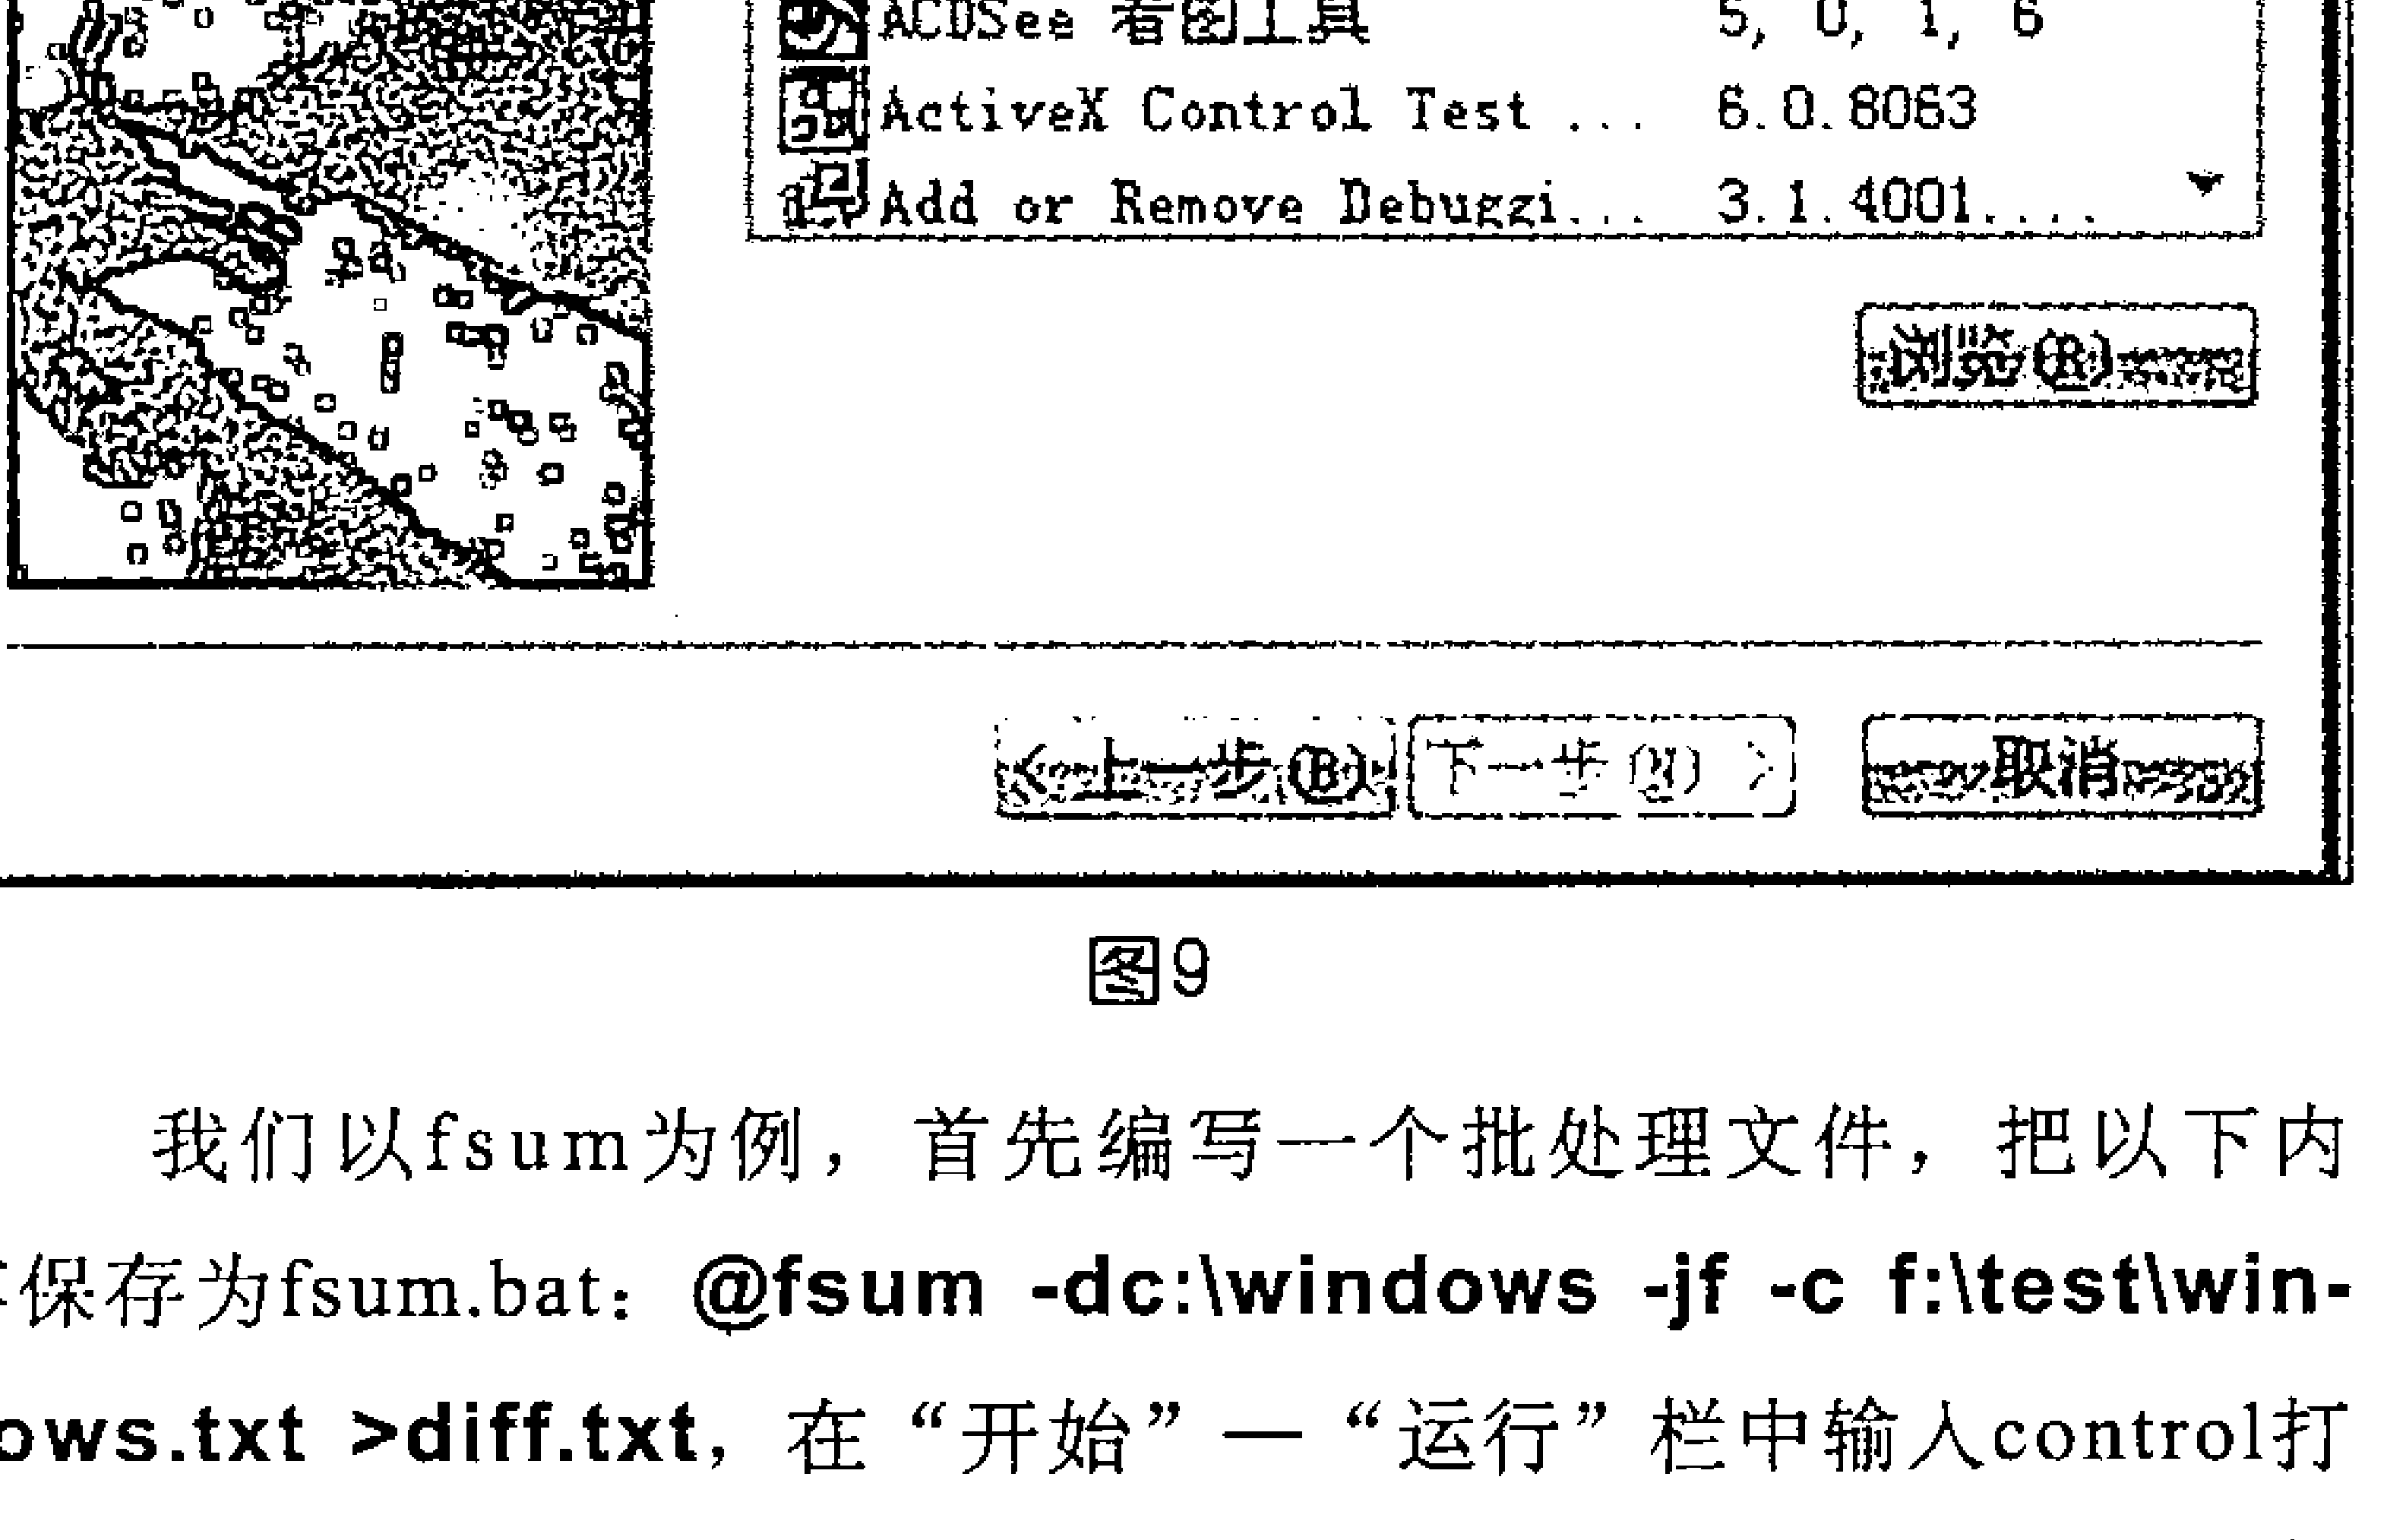 ACDSee 看图工具 5, 0, 1, 6
ActiveX Control Test ... 6.0.8063
Add or Remove Debuggi... 3.1.4001....
浏览(R)
<上一步(B) 下一步(N) > 取消
图9
我们以fsum为例，首先编写一个批处理文件，把以下内
保存为fsum.bat：@fsum -dc:\windows -jf -c f:\test\win-
ows.txt >diff.txt，在“开始”—“运行”栏中输入control打